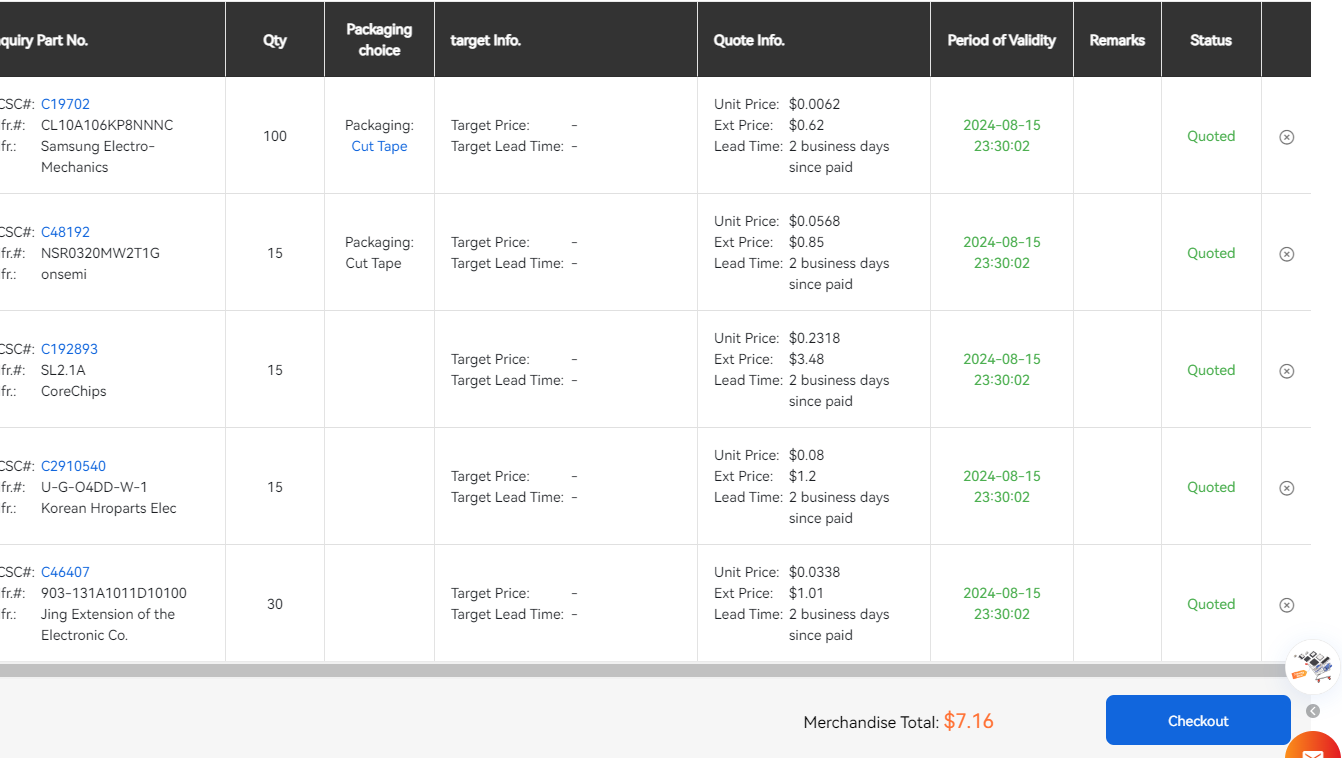 quiry Part No. Qty Packaging choice target Info. Quote Info. Period of Validity Remarks Status
CSC#: C19702
fr.#: CL10A106KP8NNNC
fr.: Samsung Electro-
Mechanics
100
Packaging:
Cut Tape
Target Price: -
Target Lead Time: -
Unit Price: $0.0062
Ext Price: $0.62
Lead Time: 2 business days
since paid
2024-08-15
23:30:02
Quoted
CSC#: C48192
fr.#: NSR0320MW2T1G
fr.: onsemi
15
Packaging:
Cut Tape
Target Price: -
Target Lead Time: -
Unit Price: $0.0568
Ext Price: $0.85
Lead Time: 2 business days
since paid
2024-08-15
23:30:02
Quoted
CSC#: C192893
fr.#: SL2.1A
fr.: CoreChips
15
Target Price: -
Target Lead Time: -
Unit Price: $0.2318
Ext Price: $3.48
Lead Time: 2 business days
since paid
2024-08-15
23:30:02
Quoted
CSC#: C2910540
fr.#: U-G-O4DD-W-1
fr.: Korean Hroparts Elec
15
Target Price: -
Target Lead Time: -
Unit Price: $0.08
Ext Price: $1.2
Lead Time: 2 business days
since paid
2024-08-15
23:30:02
Quoted
CSC#: C46407
fr.#: 903-131A1011D10100
fr.: Jing Extension of the
Electronic Co.
30
Target Price: -
Target Lead Time: -
Unit Price: $0.0338
Ext Price: $1.01
Lead Time: 2 business days
since paid
2024-08-15
23:30:02
Quoted
Merchandise Total: $7.16
Checkout